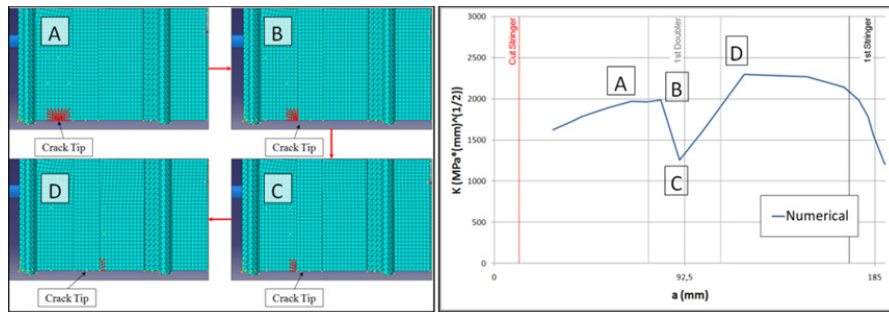 A
B
Crack Tip
Crack Tip
D
C
Crack Tip
Crack Tip
3000
2500
2000
1500
1000
500
0
K (MPa*(mm)^(1/2))
Cut Stringer
1st Doubler
1st Stringer
A
B
C
D
Numerical
0
92,5
185
a (mm)